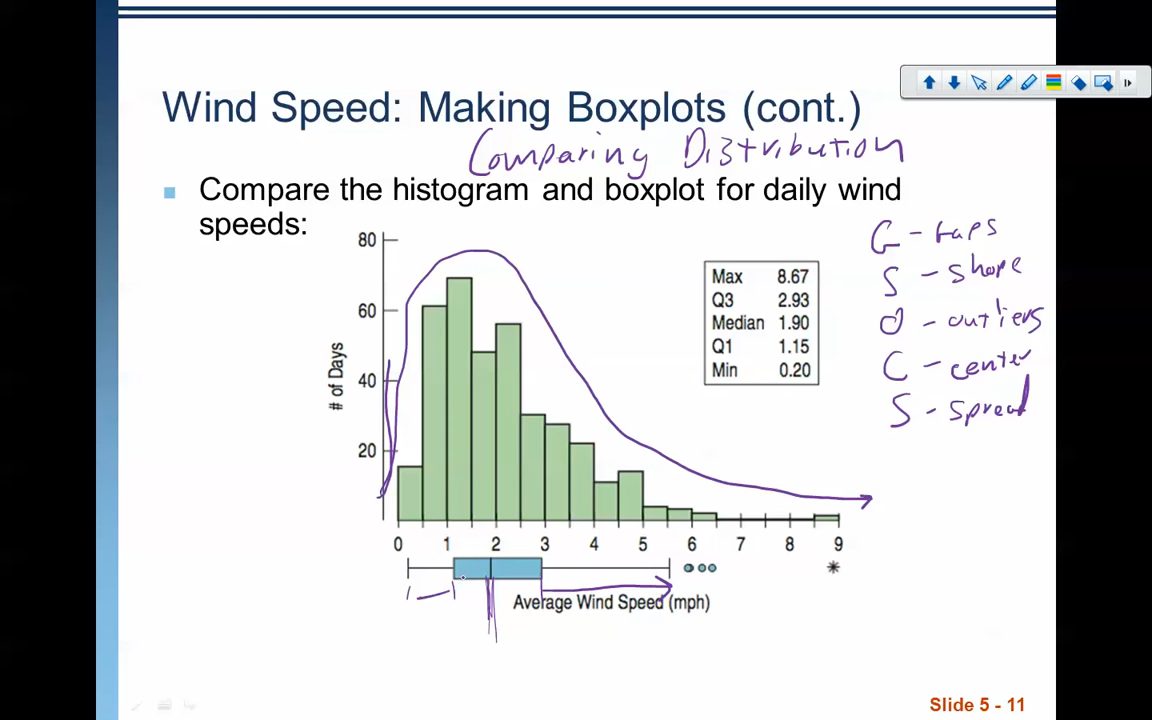 Wind Speed: Making Boxplots (cont.)
Comparing Distribution
Compare the histogram and boxplot for daily wind
speeds:
G - Gaps
S - shape
O - outliers
C - center
S - spread
80
60
40
20
# of Days
Max 8.67
Q3 2.93
Median 1.90
Q1 1.15
Min 0.20
0 1 2 3 4 5 6 7 8 9
Average Wind Speed (mph)
Slide 5 - 11